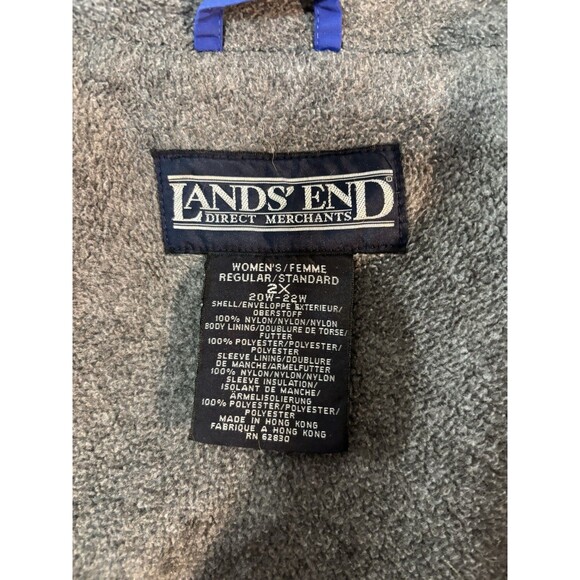 LANDS' END®
DIRECT MERCHANTS
WOMEN'S/FEMME
REGULAR/STANDARD
2X
20W-22W
SHELL/ENVELOPPE EXTERIEUR/
OBERSTOFF
100% NYLON/NYLON/NYLON
BODY LINING/DOUBLURE DE TORSE/
FUTTER
100% POLYESTER/POLYESTER/
POLYESTER
SLEEVE LINING/DOUBLURE
DE MANCHE/ARMELFUTTER
100% NYLON/NYLON/NYLON
SLEEVE INSULATION/
ISOLANT DE MANCHE/
ÄRMELISOLIERUNG
100% POLYESTER/POLYESTER/
POLYESTER
MADE IN HONG KONG
FABRIQUE A HONG KONG
RN 62830